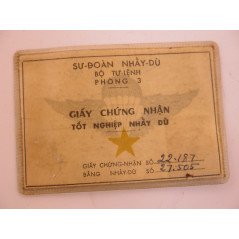 SƯ-ĐOÀN NHẢY-DÙ
BỘ TƯ-LỆNH
PHÒNG 3
GIẤY CHỨNG NHẬN
TỐT NGHIỆP NHẢY DÙ
GIẤY CHỨNG-NHẬN SỐ 22.187
BẰNG NHẢY-DÙ SỐ 27.505